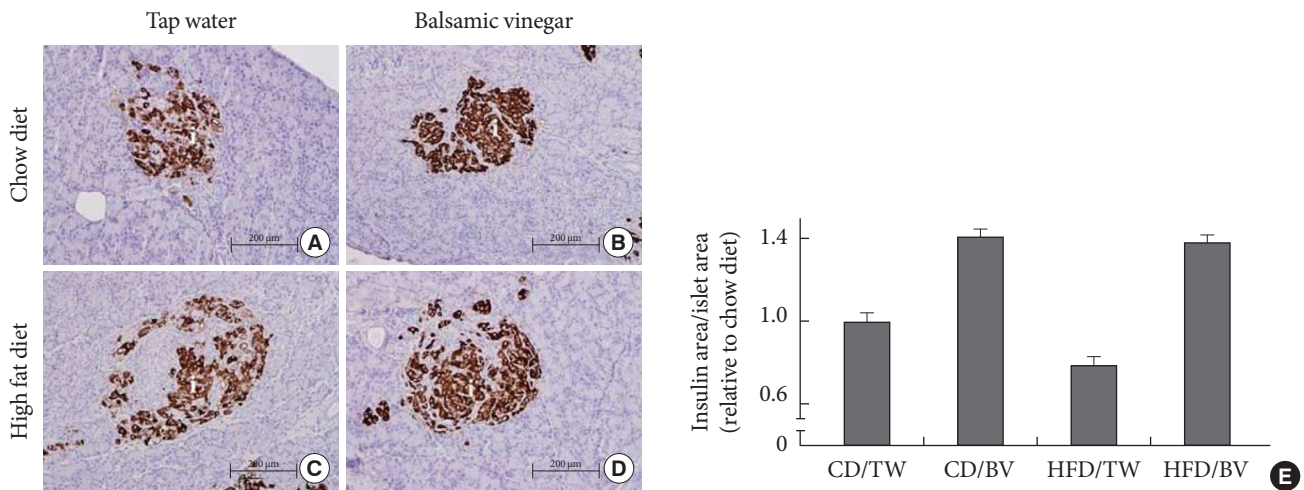 Tap water
Balsamic vinegar
Chow diet
200 μm
A
200 μm
B
High fat diet
200 μm
C
200 μm
D
Insulin area/islet area
(relative to chow diet)
1.4
1.0
0.6
0
CD/TW
CD/BV
HFD/TW
HFD/BV
E